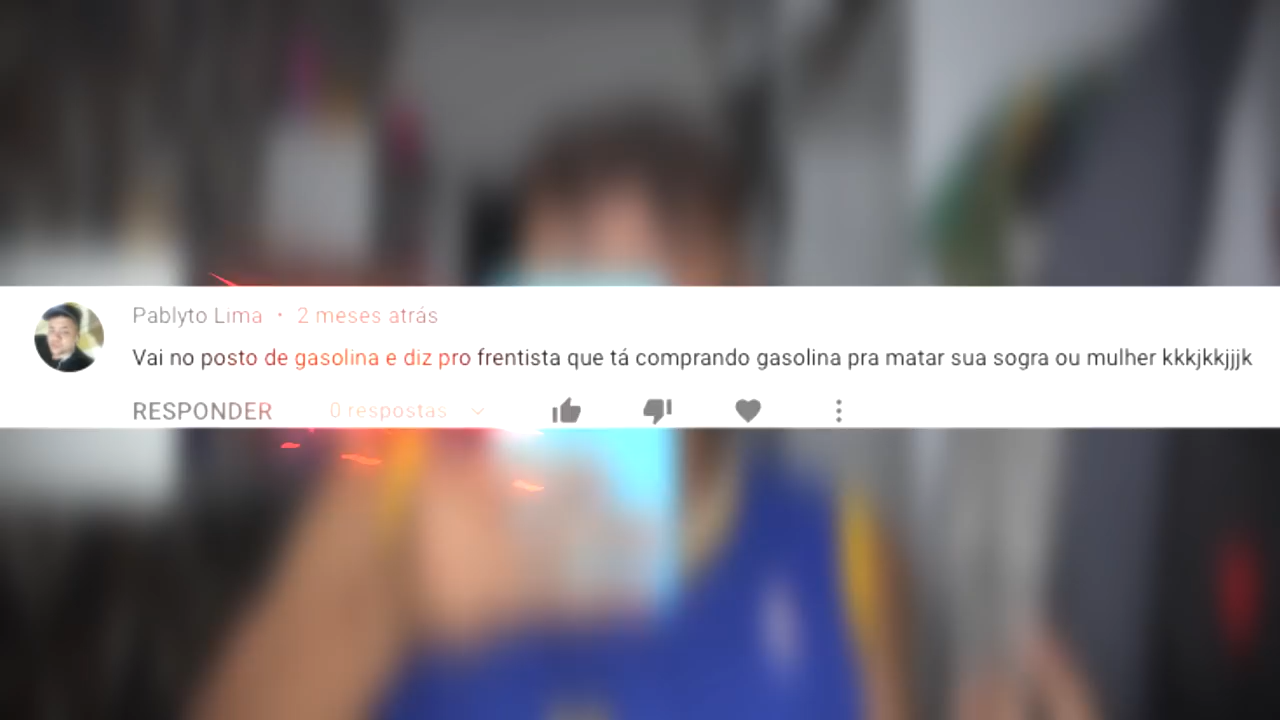 Pablyto Lima • 2 meses atrás
Vai no posto de gasolina e diz pro frentista que tá comprando gasolina pra matar sua sogra ou mulher kkkjkkjjjk
RESPONDER 0 respostas